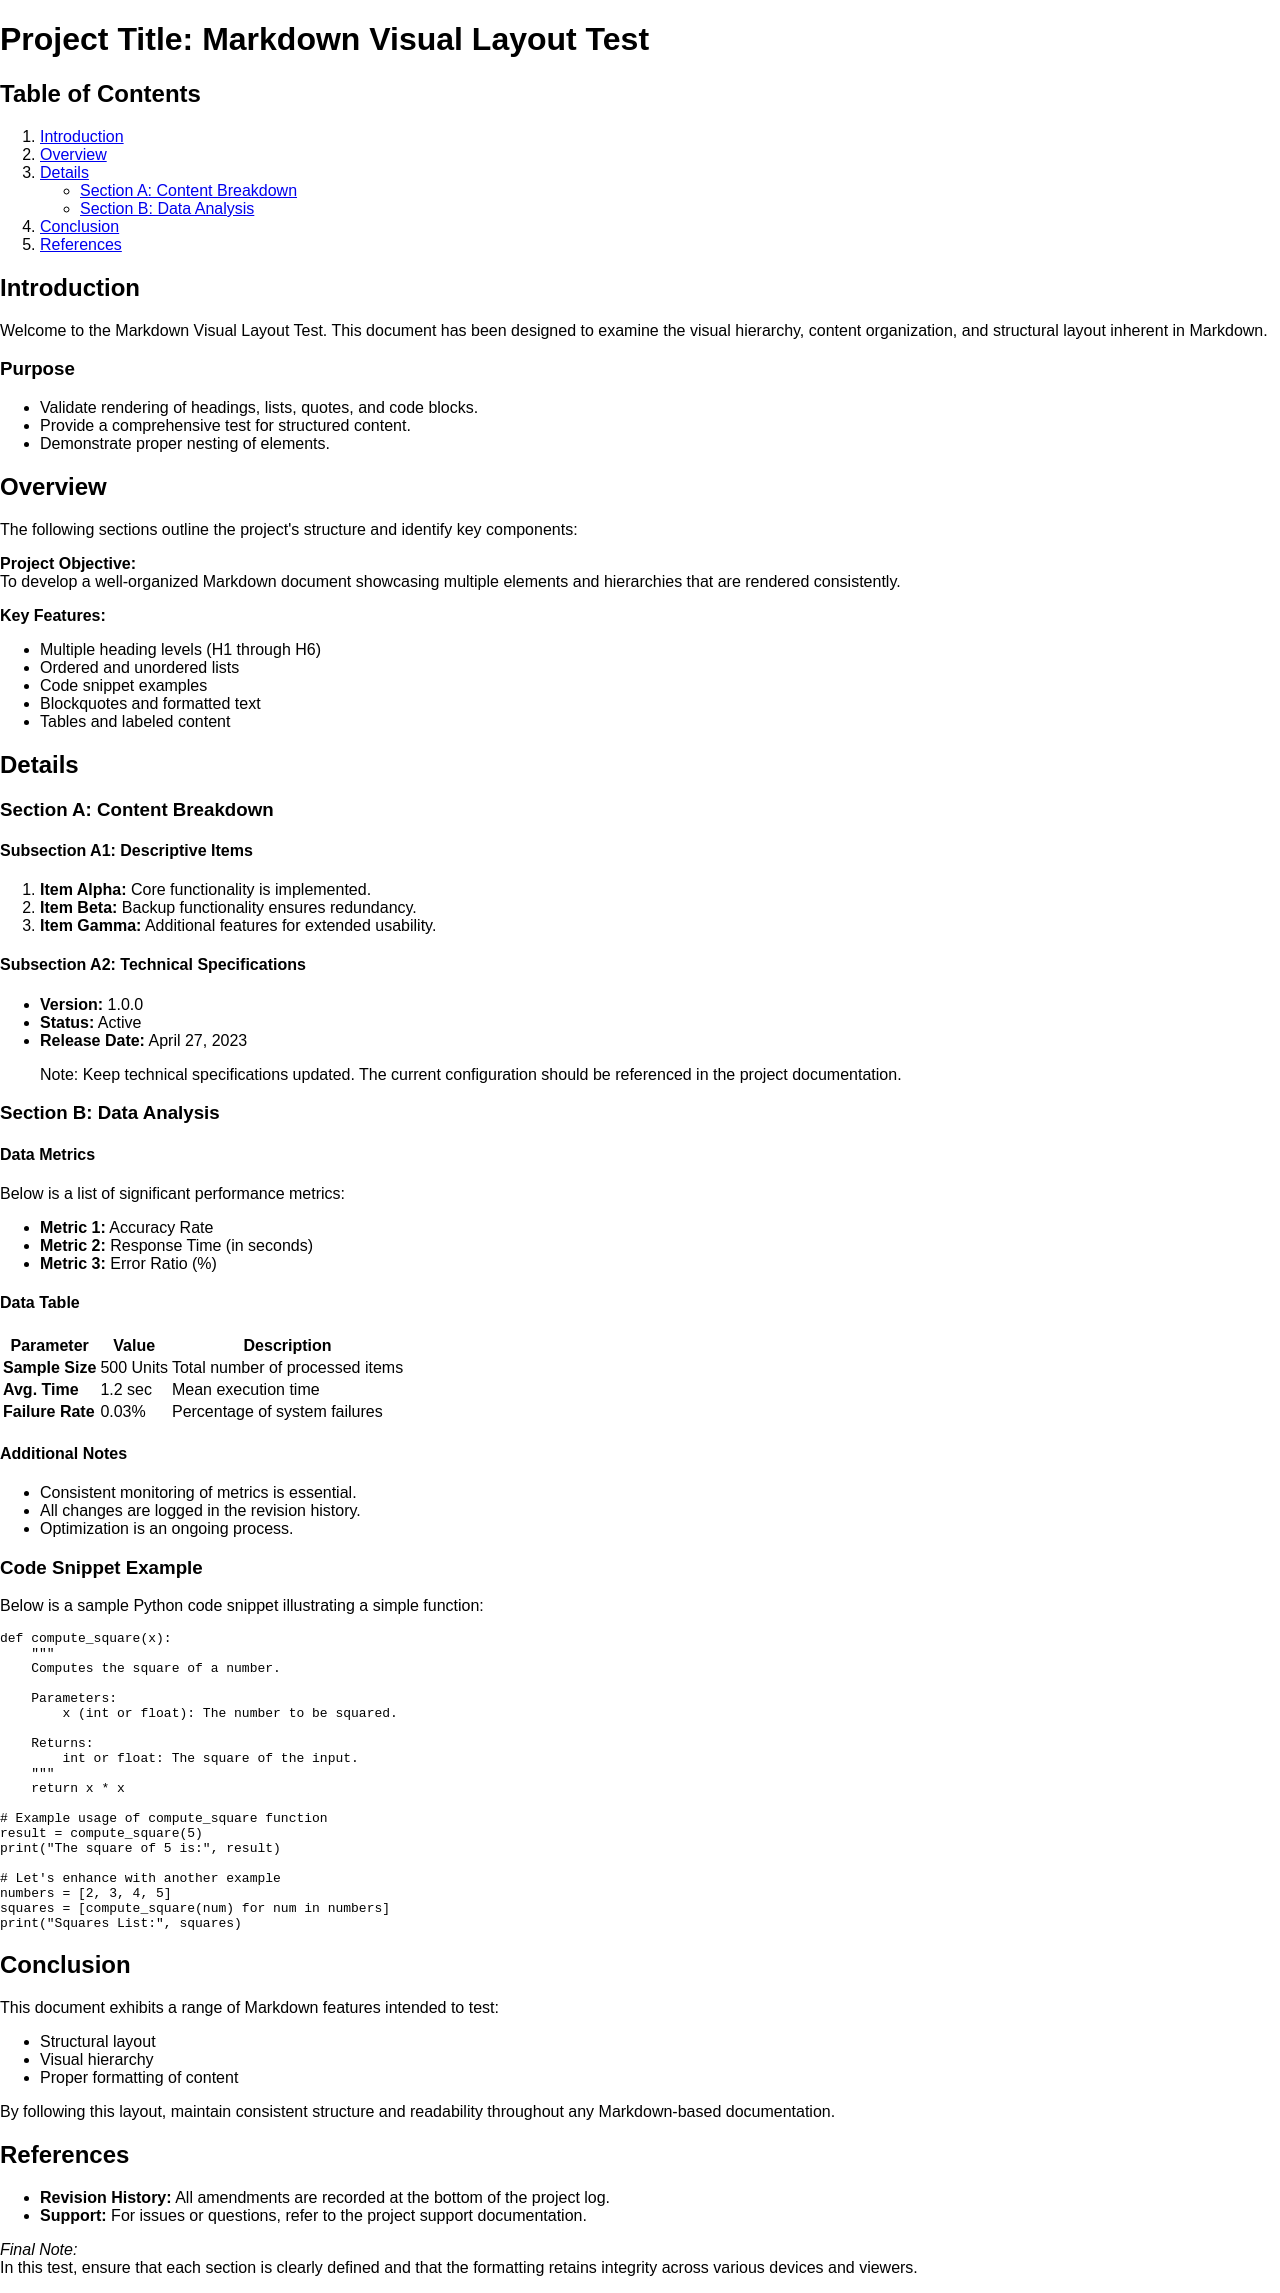 Project Title: Markdown Visual Layout Test
Table of Contents
1. Introduction
2. Overview
3. Details
Section A: Content Breakdown
Section B: Data Analysis
4. Conclusion
5. References
Introduction
Welcome to the Markdown Visual Layout Test. This document has been designed to examine the visual hierarchy, content organization, and structural layout inherent in Markdown.
Purpose
Validate rendering of headings, lists, quotes, and code blocks.
Provide a comprehensive test for structured content.
Demonstrate proper nesting of elements.
Overview
The following sections outline the project's structure and identify key components:
Project Objective:
To develop a well-organized Markdown document showcasing multiple elements and hierarchies that are rendered consistently.
Key Features:
Multiple heading levels (H1 through H6)
Ordered and unordered lists
Code snippet examples
Blockquotes and formatted text
Tables and labeled content
Details
Section A: Content Breakdown
Subsection A1: Descriptive Items
1. Item Alpha: Core functionality is implemented.
2. Item Beta: Backup functionality ensures redundancy.
3. Item Gamma: Additional features for extended usability.
Subsection A2: Technical Specifications
Version: 1.0.0
Status: Active
Release Date: April 27, 2023
Note: Keep technical specifications updated. The current configuration should be referenced in the project documentation.
Section B: Data Analysis
Data Metrics
Below is a list of significant performance metrics:
Metric 1: Accuracy Rate
Metric 2: Response Time (in seconds)
Metric 3: Error Ratio (%)
Data Table
Parameter Value Description
Sample Size 500 Units Total number of processed items
Avg. Time 1.2 sec Mean execution time
Failure Rate 0.03% Percentage of system failures
Additional Notes
Consistent monitoring of metrics is essential.
All changes are logged in the revision history.
Optimization is an ongoing process.
Code Snippet Example
Below is a sample Python code snippet illustrating a simple function:
def compute_square(x):
    """
    Computes the square of a number.
    Parameters:
        x (int or float): The number to be squared.
    Returns:
        int or float: The square of the input.
    """
    return x * x
# Example usage of compute_square function
result = compute_square(5)
print("The square of 5 is:", result)
# Let's enhance with another example
numbers = [2, 3, 4, 5]
squares = [compute_square(num) for num in numbers]
print("Squares List:", squares)
Conclusion
This document exhibits a range of Markdown features intended to test:
Structural layout
Visual hierarchy
Proper formatting of content
By following this layout, maintain consistent structure and readability throughout any Markdown-based documentation.
References
Revision History: All amendments are recorded at the bottom of the project log.
Support: For issues or questions, refer to the project support documentation.
Final Note:
In this test, ensure that each section is clearly defined and that the formatting retains integrity across various devices and viewers.